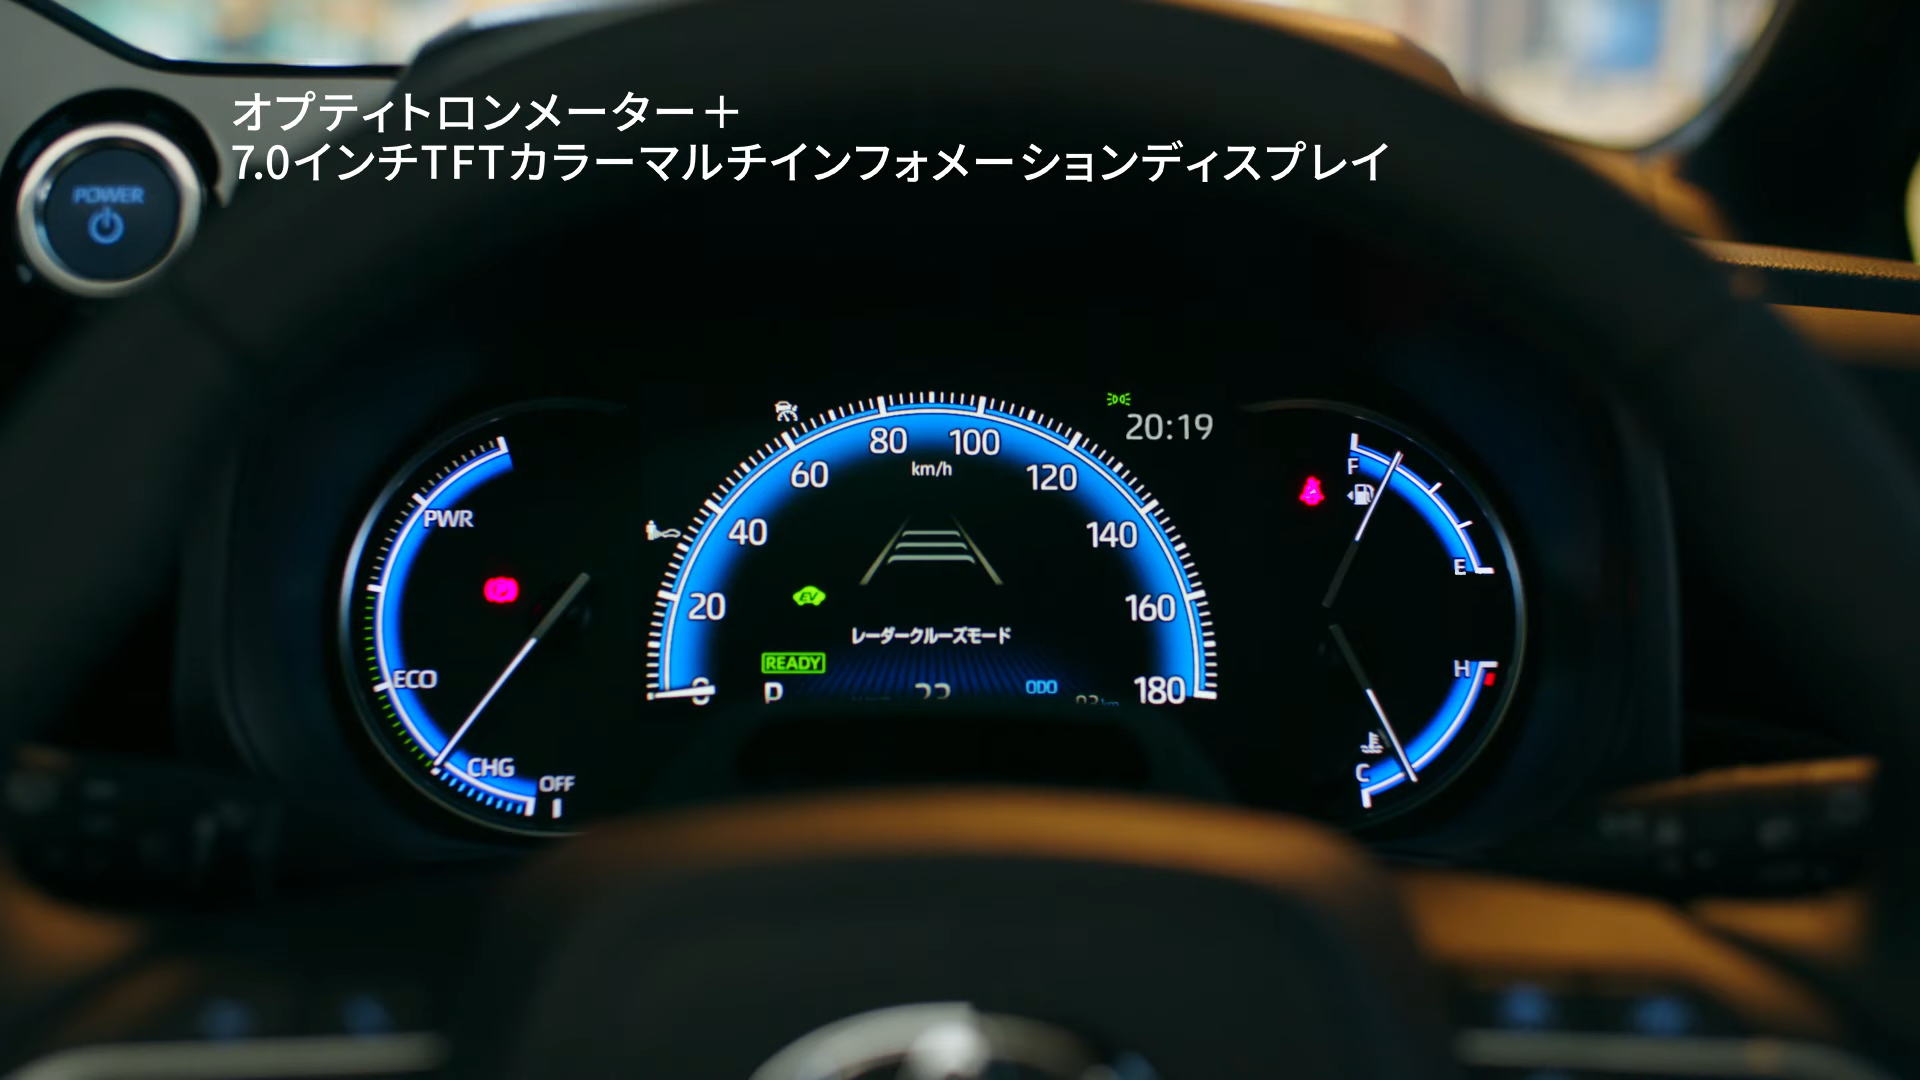 オプティトロンメーター＋
7.0インチTFTカラーマルチインフォメーションディスプレイ
POWER
20:19
80
100
km/h
60
120
40
140
20
160
0
180
PWR
ECO
CHG
OFF
EV
レーダークルーズモード
READY
P
ODO
F
E
H
C